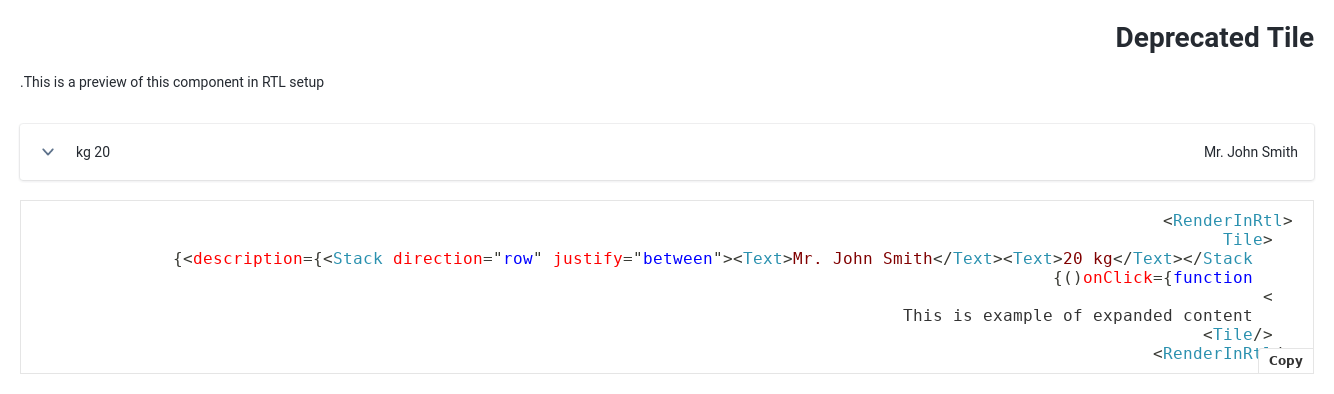 Deprecated Tile
.This is a preview of this component in RTL setup
Mr. John Smith
kg 20
<RenderInRtl>
Tile>
{<description={<Stack direction="row" justify="between"><Text>Mr. John Smith</Text><Text>20 kg</Text></Stack
{()onClick={function
<
This is example of expanded content
<Tile/>
<RenderInRtl/
Copy